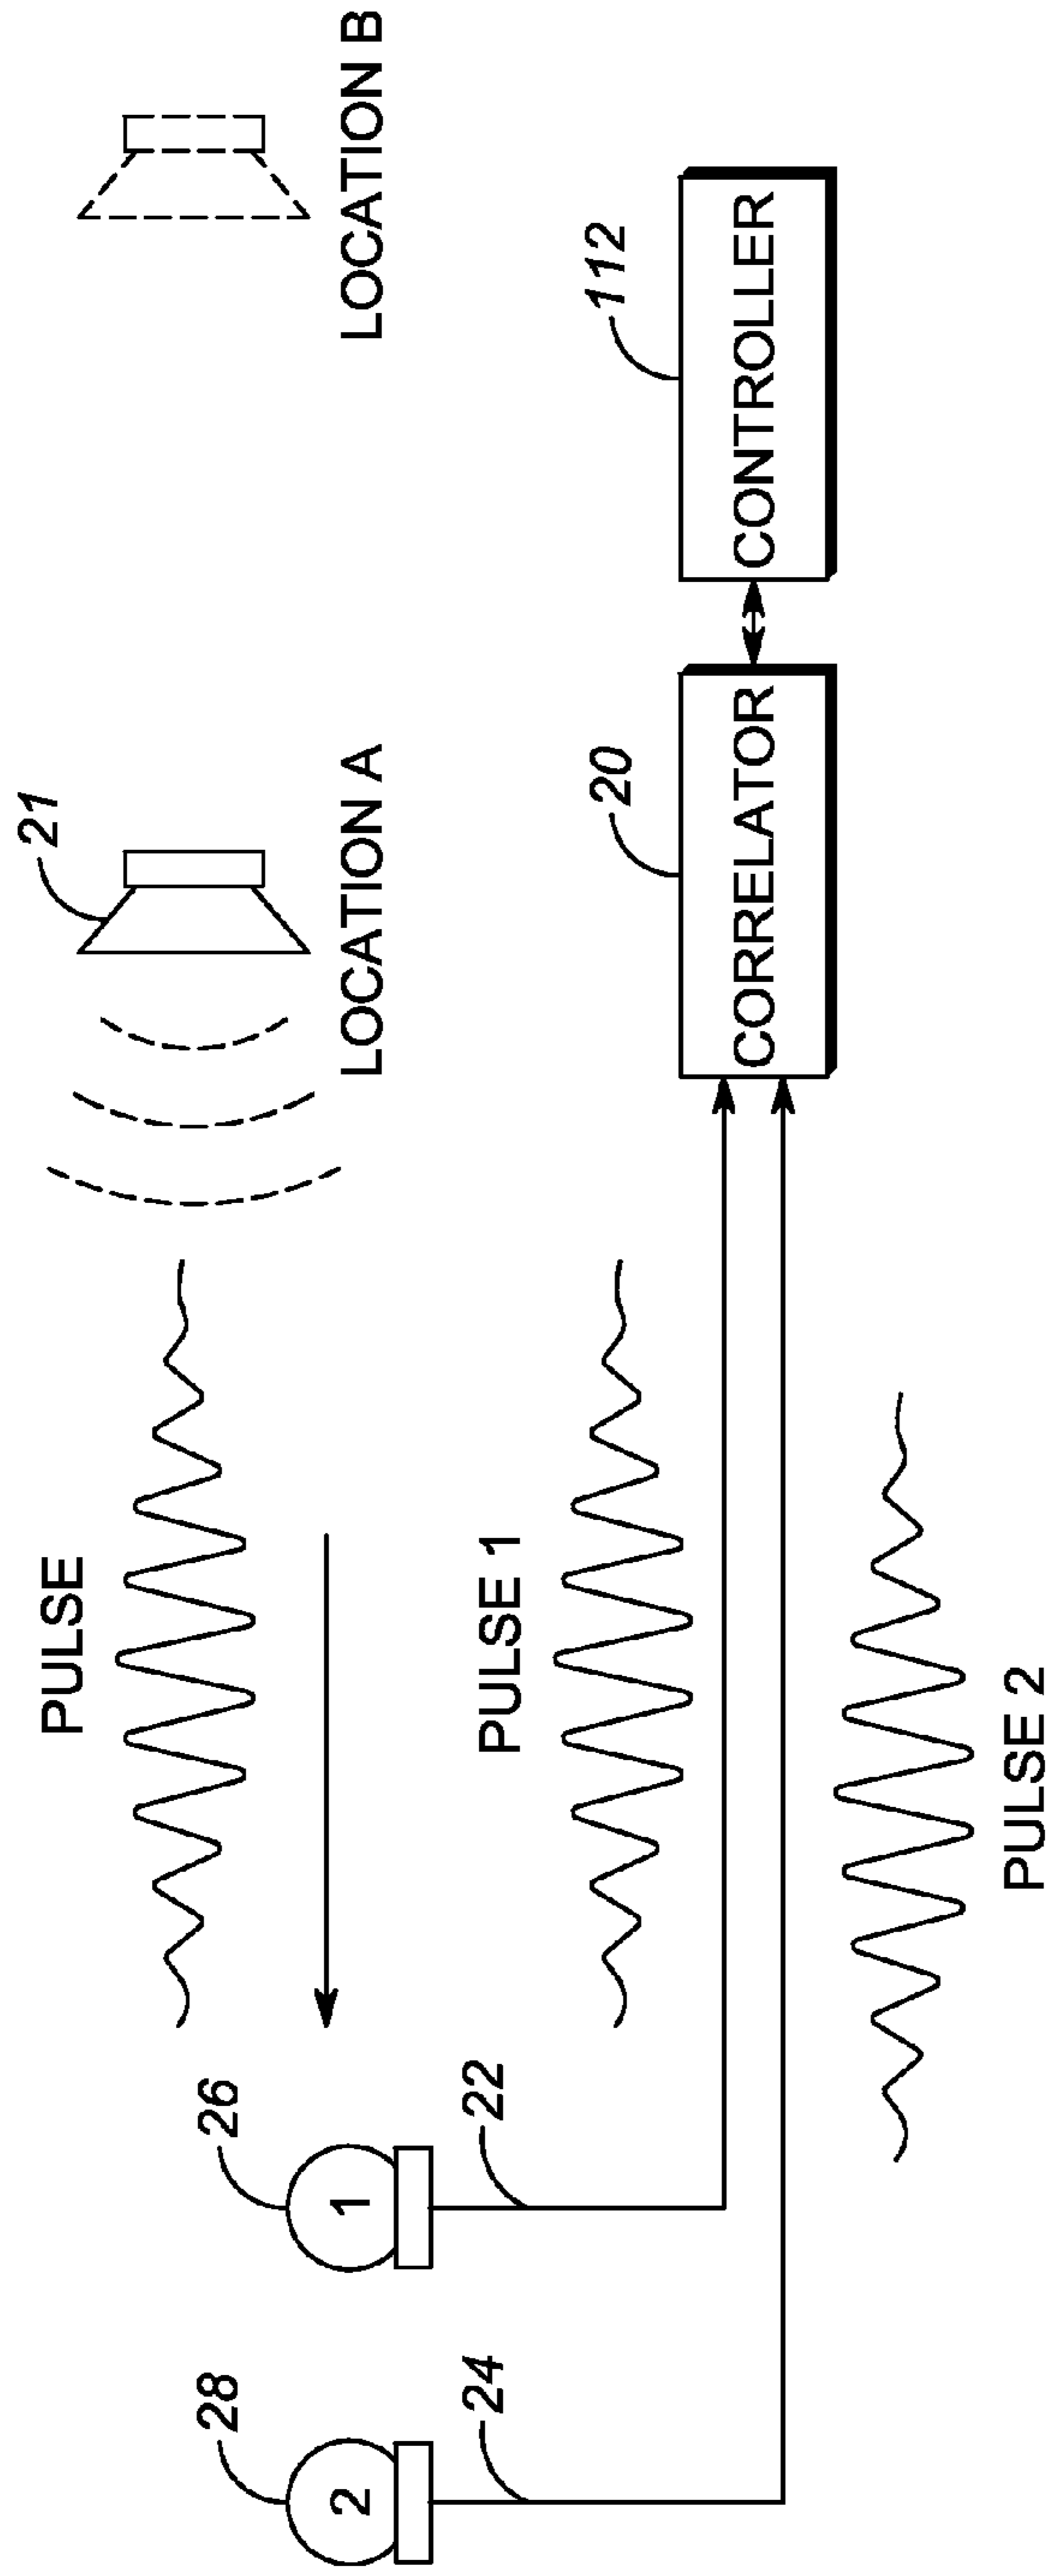 PULSE
21
LOCATION A
LOCATION B
28
2
26
1
24
22
PULSE 1
20
CORRELATOR
112
CONTROLLER
PULSE 2